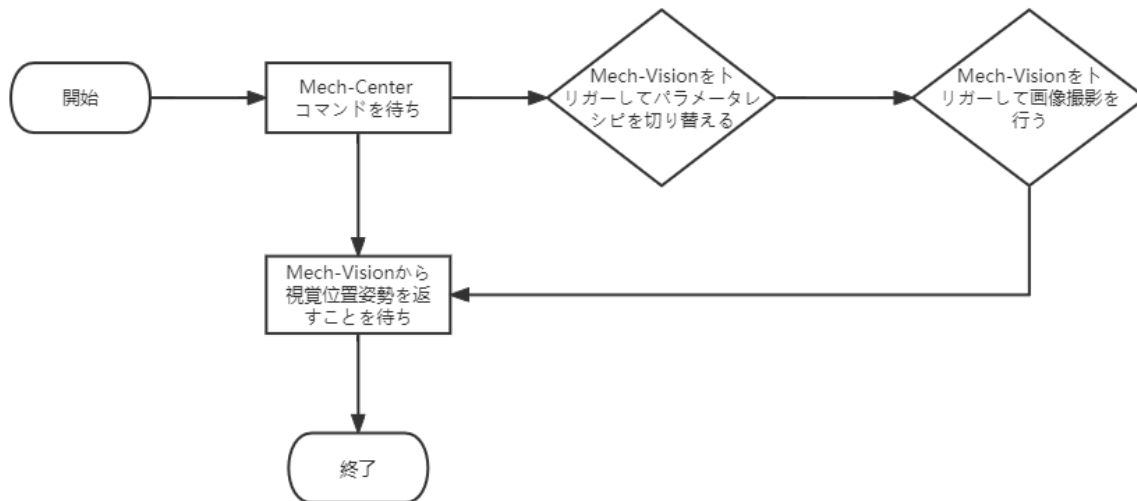 開始
Mech-Center
コマンドを待ち
Mech-Visionをト
リガーしてパラメータレ
シピを切り替える
Mech-Visionをト
リガーして画像撮影を
行う
Mech-Visionから
視覚位置姿勢を返
すことを待ち
終了